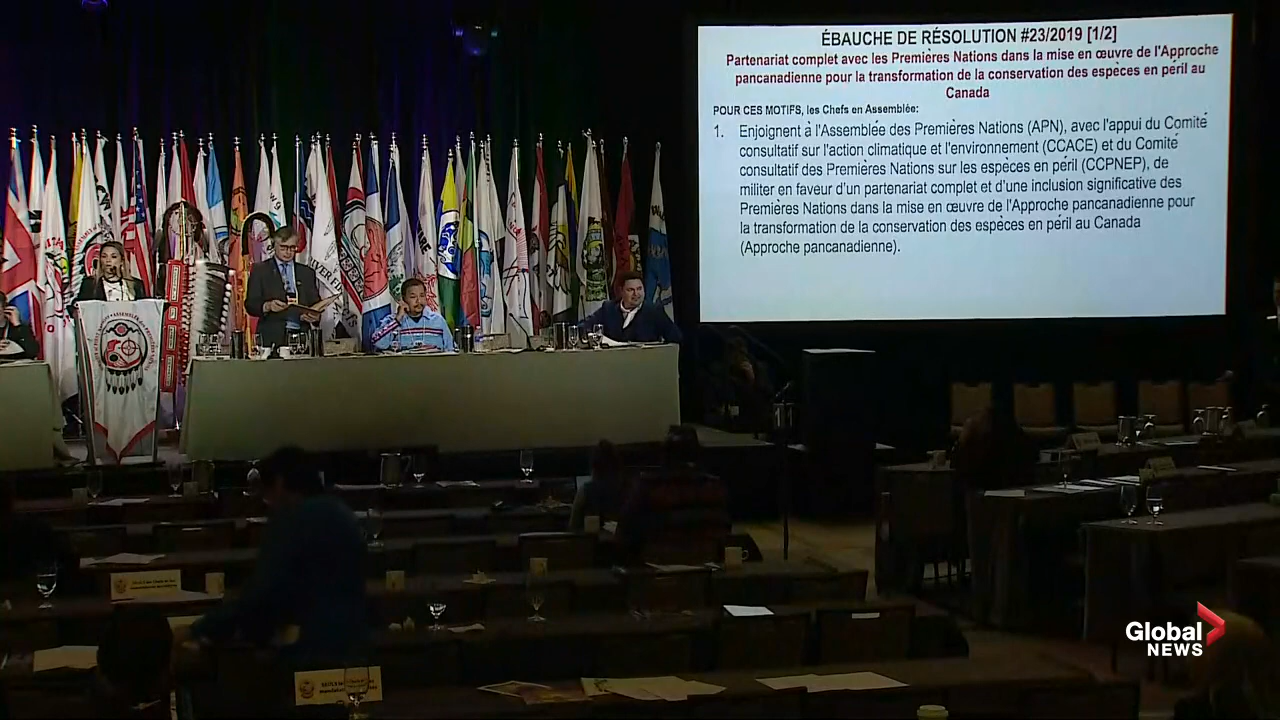 ÉBAUCHE DE RÉSOLUTION #23/2019 [1/2]
Partenariat complet avec les Premières Nations dans la mise en œuvre de l'Approche
pancanadienne pour la transformation de la conservation des espèces en péril au
Canada
POUR CES MOTIFS, les Chefs en Assemblée:
1. Enjoignent à l'Assemblée des Premières Nations (APN), avec l'appui du Comité
consultatif sur l'action climatique et l'environnement (CCACE) et du Comité
consultatif des Premières Nations sur les espèces en péril (CCPNEP), de
militer en faveur d'un partenariat complet et d'une inclusion significative des
Premières Nations dans la mise en œuvre de l'Approche pancanadienne pour
la transformation de la conservation des espèces en péril au Canada
(Approche pancanadienne).
Global
NEWS